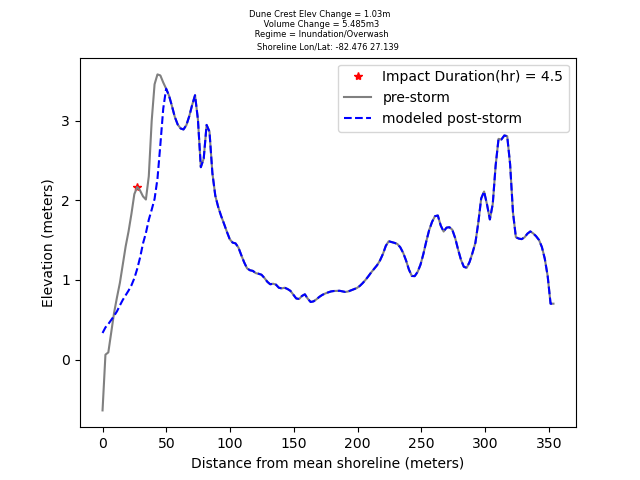 Dune Crest Elev Change = 1.03m
Volume Change = 5.485m3
Regime = Inundation/Overwash
Shoreline Lon/Lat: -82.476 27.139
Impact Duration(hr) = 4.5
pre-storm
modeled post-storm
Elevation (meters)
3
2
1
0
0 50 100 150 200 250 300 350
Distance from mean shoreline (meters)